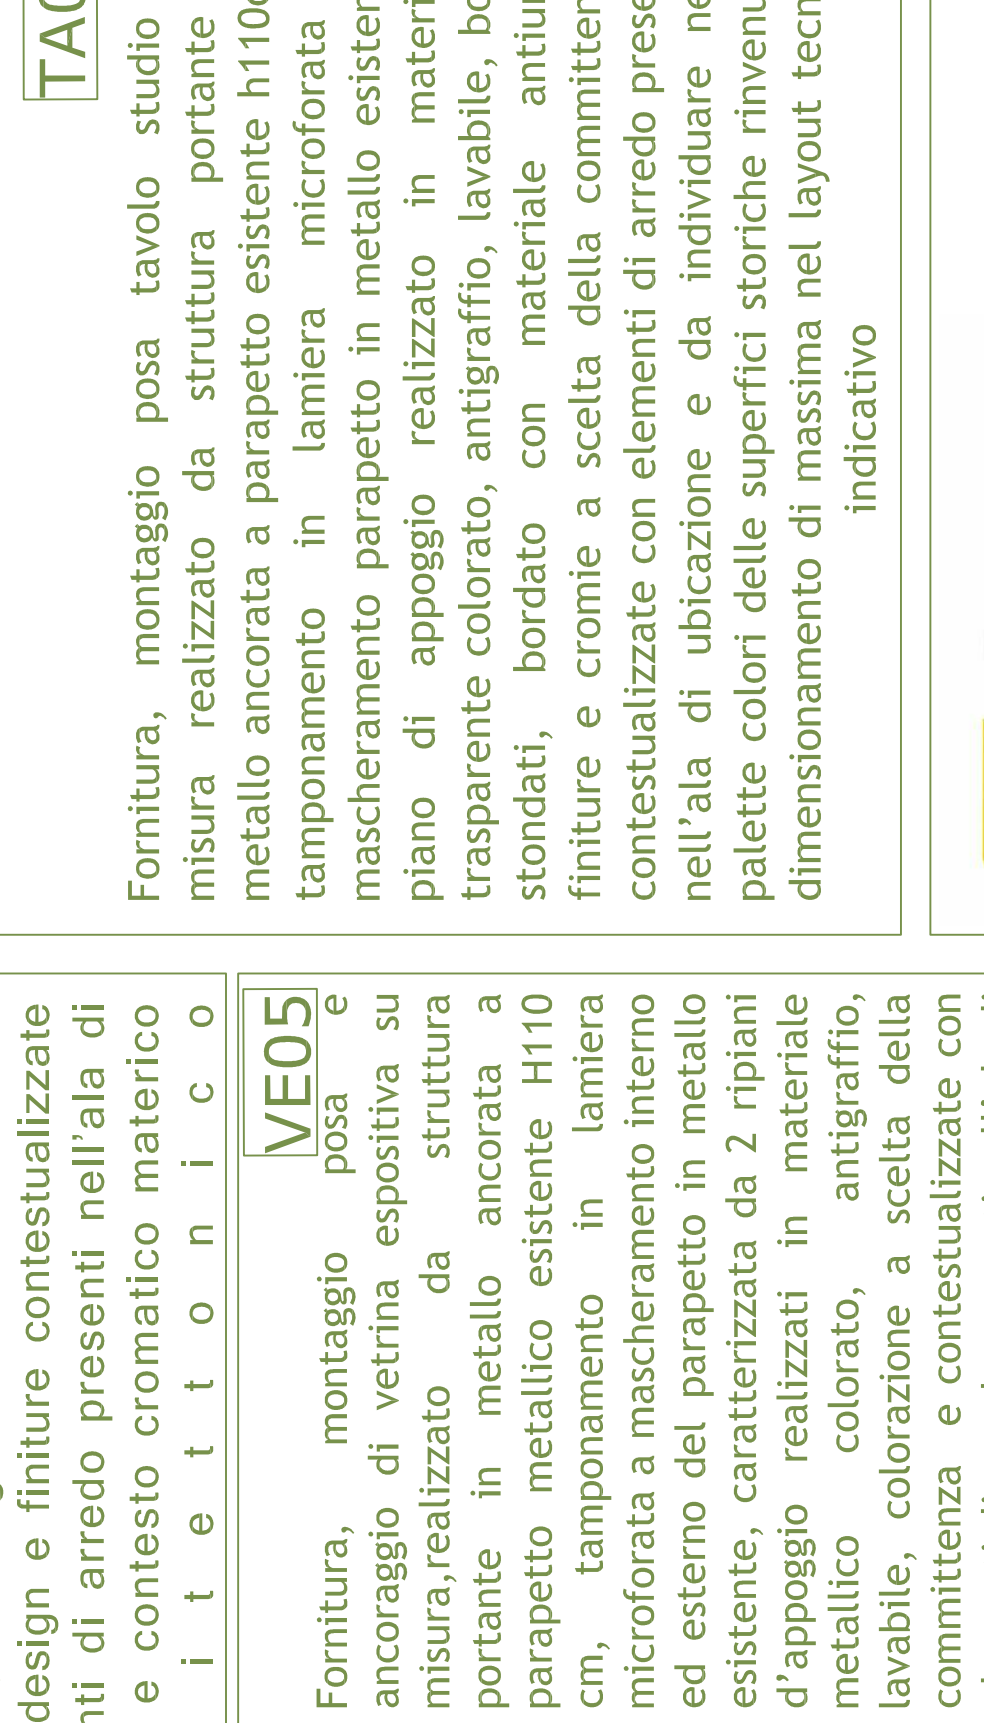 TA0
Fornitura, montaggio posa tavolo studio
misura realizzato da struttura portante
metallo ancorata a parapetto esistente h110c
tamponamento in lamiera microforata
mascheramento parapetto in metallo esisten
piano di appoggio realizzato in materi
trasparente colorato, antigraffio, lavabile, bo
stondati, bordato con materiale antiur
finiture e cromie a scelta della committen
contestualizzate con elementi di arredo prese
nell'ala di ubicazione e da individuare ne
palette colori delle superfici storiche rinvenu
dimensionamento di massima nel layout tecn
indicativo
design e finiture contestualizzate
nti di arredo presenti nell'ala di
e contesto cromatico materico
i t e t t o n i c o
VE05
Fornitura, montaggio posa e
ancoraggio di vetrina espositiva su
misura,realizzato da struttura
portante in metallo ancorata a
parapetto metallico esistente H110
cm, tamponamento in lamiera
microforata a mascheramento interno
ed esterno del parapetto in metallo
esistente, caratterizzata da 2 ripiani
d'appoggio realizzati in materiale
metallico colorato, antigraffio,
lavabile, colorazione a scelta della
committenza e contestualizzate con